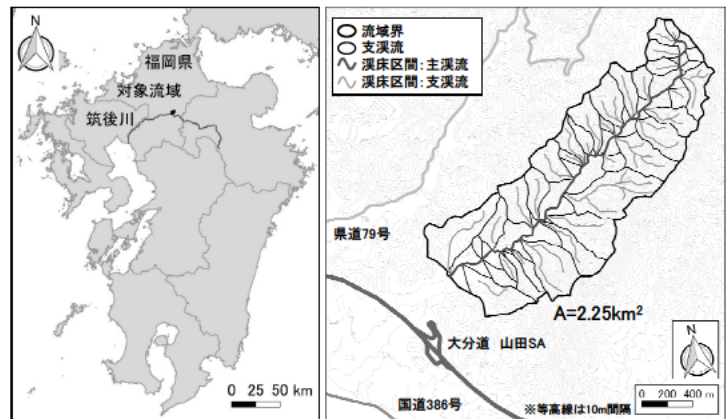 N
福岡県
対象流域
筑後川
0 25 50 km
流域界
支渓流
渓床区間:主渓流
渓床区間:支渓流
県道79号
A=2.25km²
大分道 山田SA
国道386号
N
※等高線は10m間隔
0 200 400 m